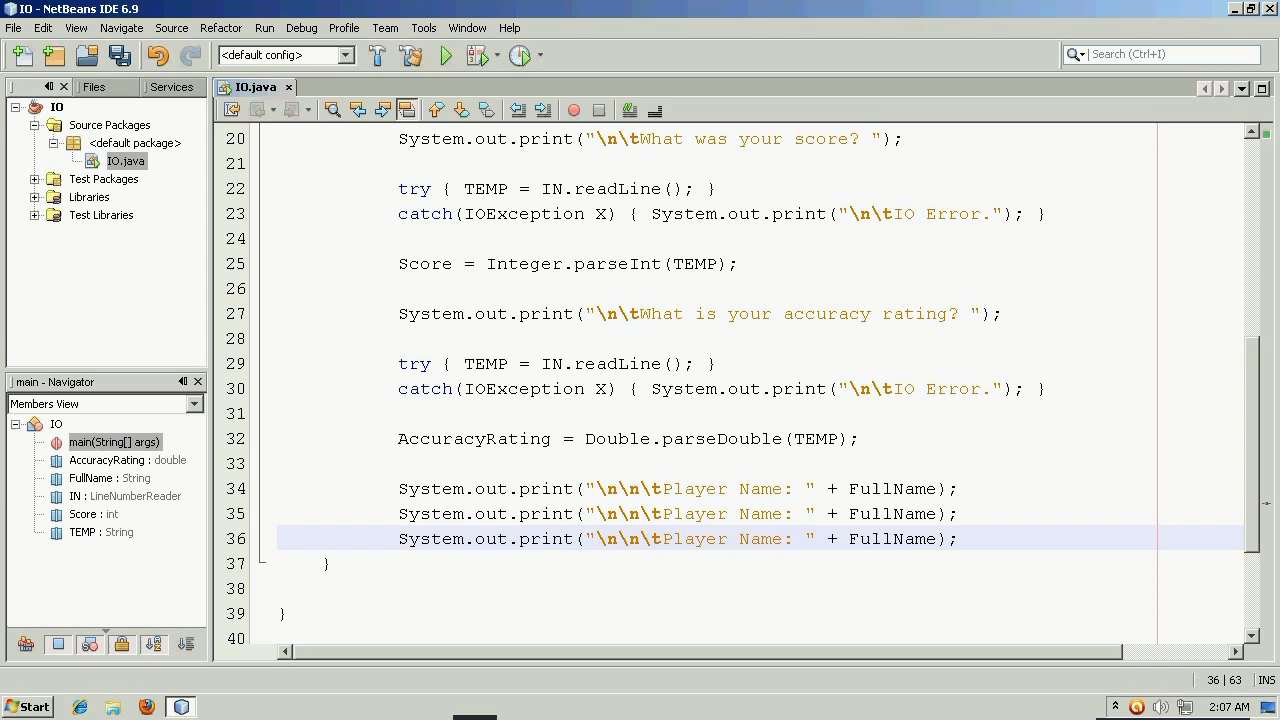 IO - NetBeans IDE 6.9
File Edit View Navigate Source Refactor Run Debug Profile Team Tools Window Help
<default config>
Search (Ctrl+I)
Files Services
IO.java
IO
Source Packages
<default package>
IO.java
Test Packages
Libraries
Test Libraries
main - Navigator
Members View
IO
main(String[] args)
AccuracyRating : double
FullName : String
IN : LineNumberReader
Score : int
TEMP : String
20 System.out.print("\n\tWhat was your score? ");
21
22 try { TEMP = IN.readLine(); }
23 catch(IOException X) { System.out.print("\n\tIO Error."); }
24
25 Score = Integer.parseInt(TEMP);
26
27 System.out.print("\n\tWhat is your accuracy rating? ");
28
29 try { TEMP = IN.readLine(); }
30 catch(IOException X) { System.out.print("\n\tIO Error."); }
31
32 AccuracyRating = Double.parseDouble(TEMP);
33
34 System.out.print("\n\n\tPlayer Name: " + FullName);
35 System.out.print("\n\n\tPlayer Name: " + FullName);
36 System.out.print("\n\n\tPlayer Name: " + FullName);
37 }
38
39 }
40
36 | 63 INS
Start
2:07 AM